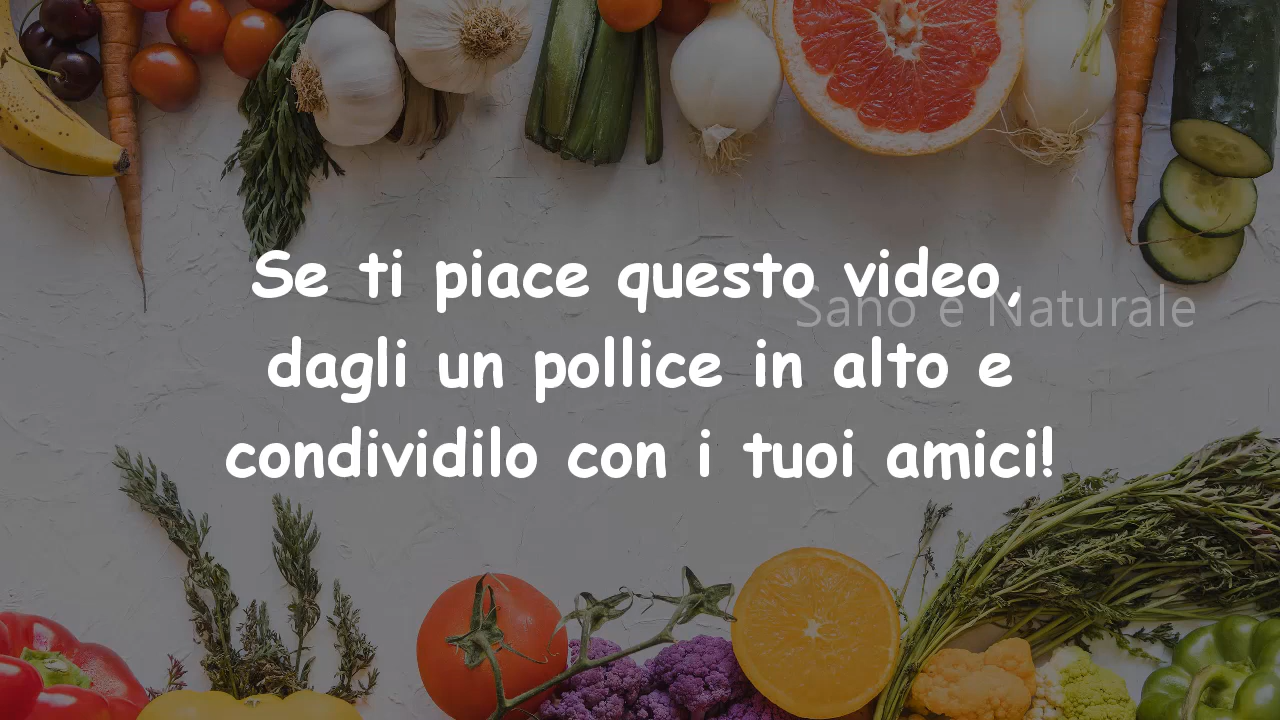 Se ti piace questo video,
Sano e Naturale
dagli un pollice in alto e
condividilo con i tuoi amici!